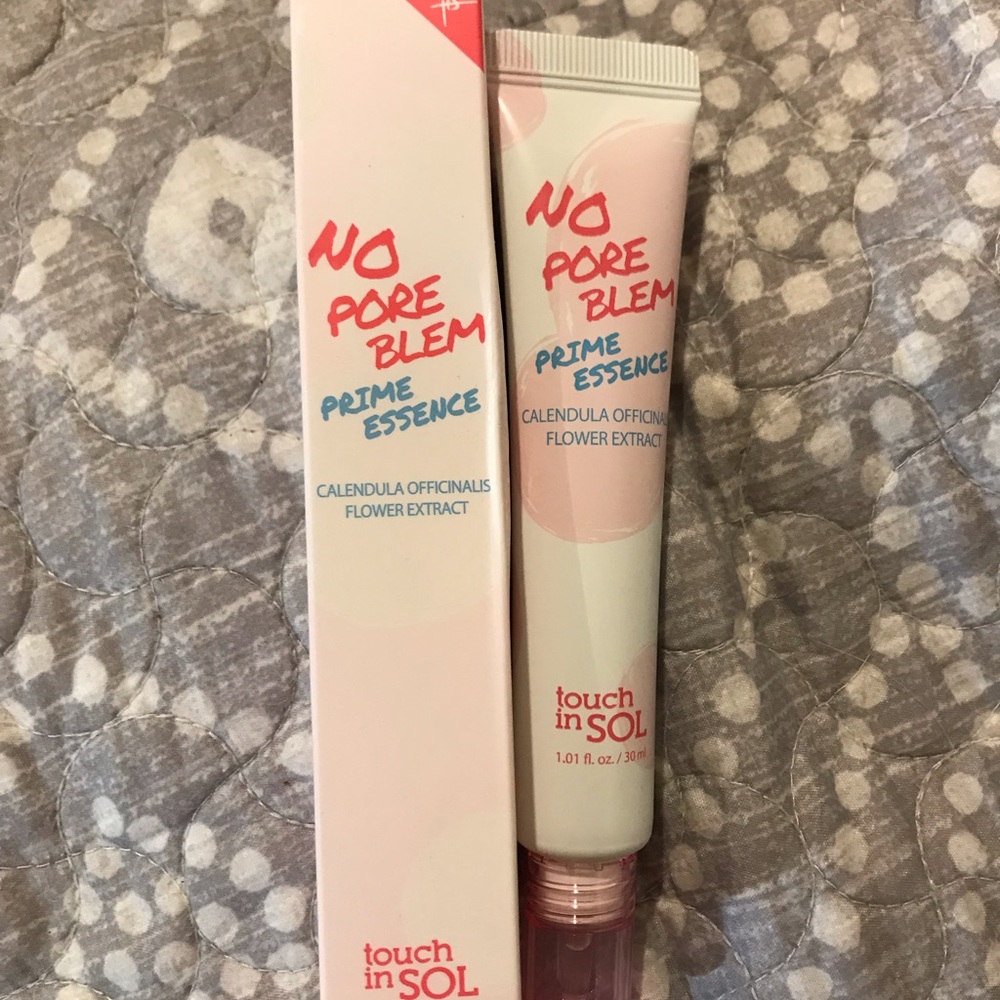 NO
PORE
BLEM
PRIME
ESSENCE
CALENDULA OFFICINALIS
FLOWER EXTRACT
touch
in SOL
NO
PORE
BLEM
PRIME
ESSENCE
CALENDULA
FLOWER EXTRACT
touch
in SOL
1.01 fl. oz. / 30 ml